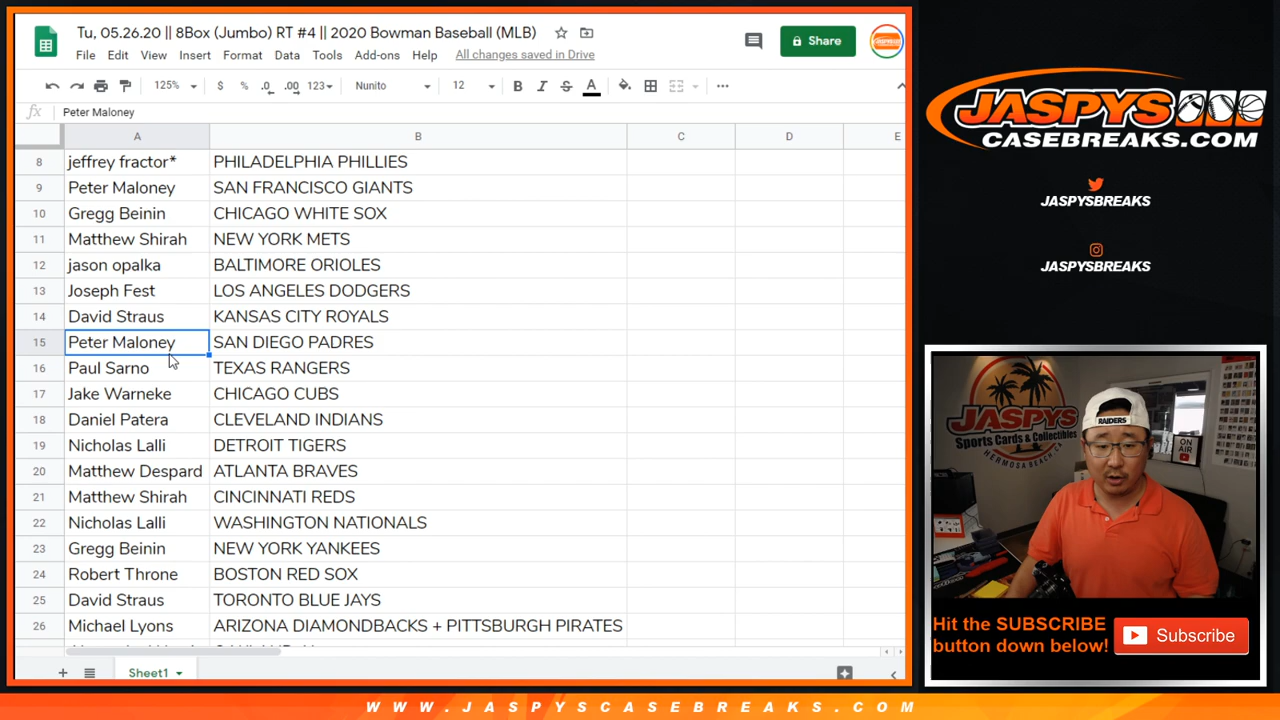 Tu, 05.26.20 || 8Box (Jumbo) RT #4 || 2020 Bowman Baseball (MLB)
File Edit View Insert Format Data Tools Add-ons Help All changes saved in Drive
Share
125% $ % .0 .00 123 Nunito 12 B I S A
fx Peter Maloney
A B C D E
8 jeffrey fractor* PHILADELPHIA PHILLIES
9 Peter Maloney SAN FRANCISCO GIANTS
10 Gregg Beinin CHICAGO WHITE SOX
11 Matthew Shirah NEW YORK METS
12 jason opalka BALTIMORE ORIOLES
13 Joseph Fest LOS ANGELES DODGERS
14 David Straus KANSAS CITY ROYALS
15 Peter Maloney SAN DIEGO PADRES
16 Paul Sarno TEXAS RANGERS
17 Jake Warneke CHICAGO CUBS
18 Daniel Patera CLEVELAND INDIANS
19 Nicholas Lalli DETROIT TIGERS
20 Matthew Despard ATLANTA BRAVES
21 Matthew Shirah CINCINNATI REDS
22 Nicholas Lalli WASHINGTON NATIONALS
23 Gregg Beinin NEW YORK YANKEES
24 Robert Throne BOSTON RED SOX
25 David Straus TORONTO BLUE JAYS
26 Michael Lyons ARIZONA DIAMONDBACKS + PITTSBURGH PIRATES
Sheet1
JASPYS
CASEBREAKS.COM
JASPYSBREAKS
JASPYSBREAKS
JASPYS
Sports Cards & Collectibles
HERMOSA BEACH, CA
RAIDERS
ON AIR
Hit the SUBSCRIBE
button down below!
Subscribe
WWW.JASPYSCASEBREAKS.COM